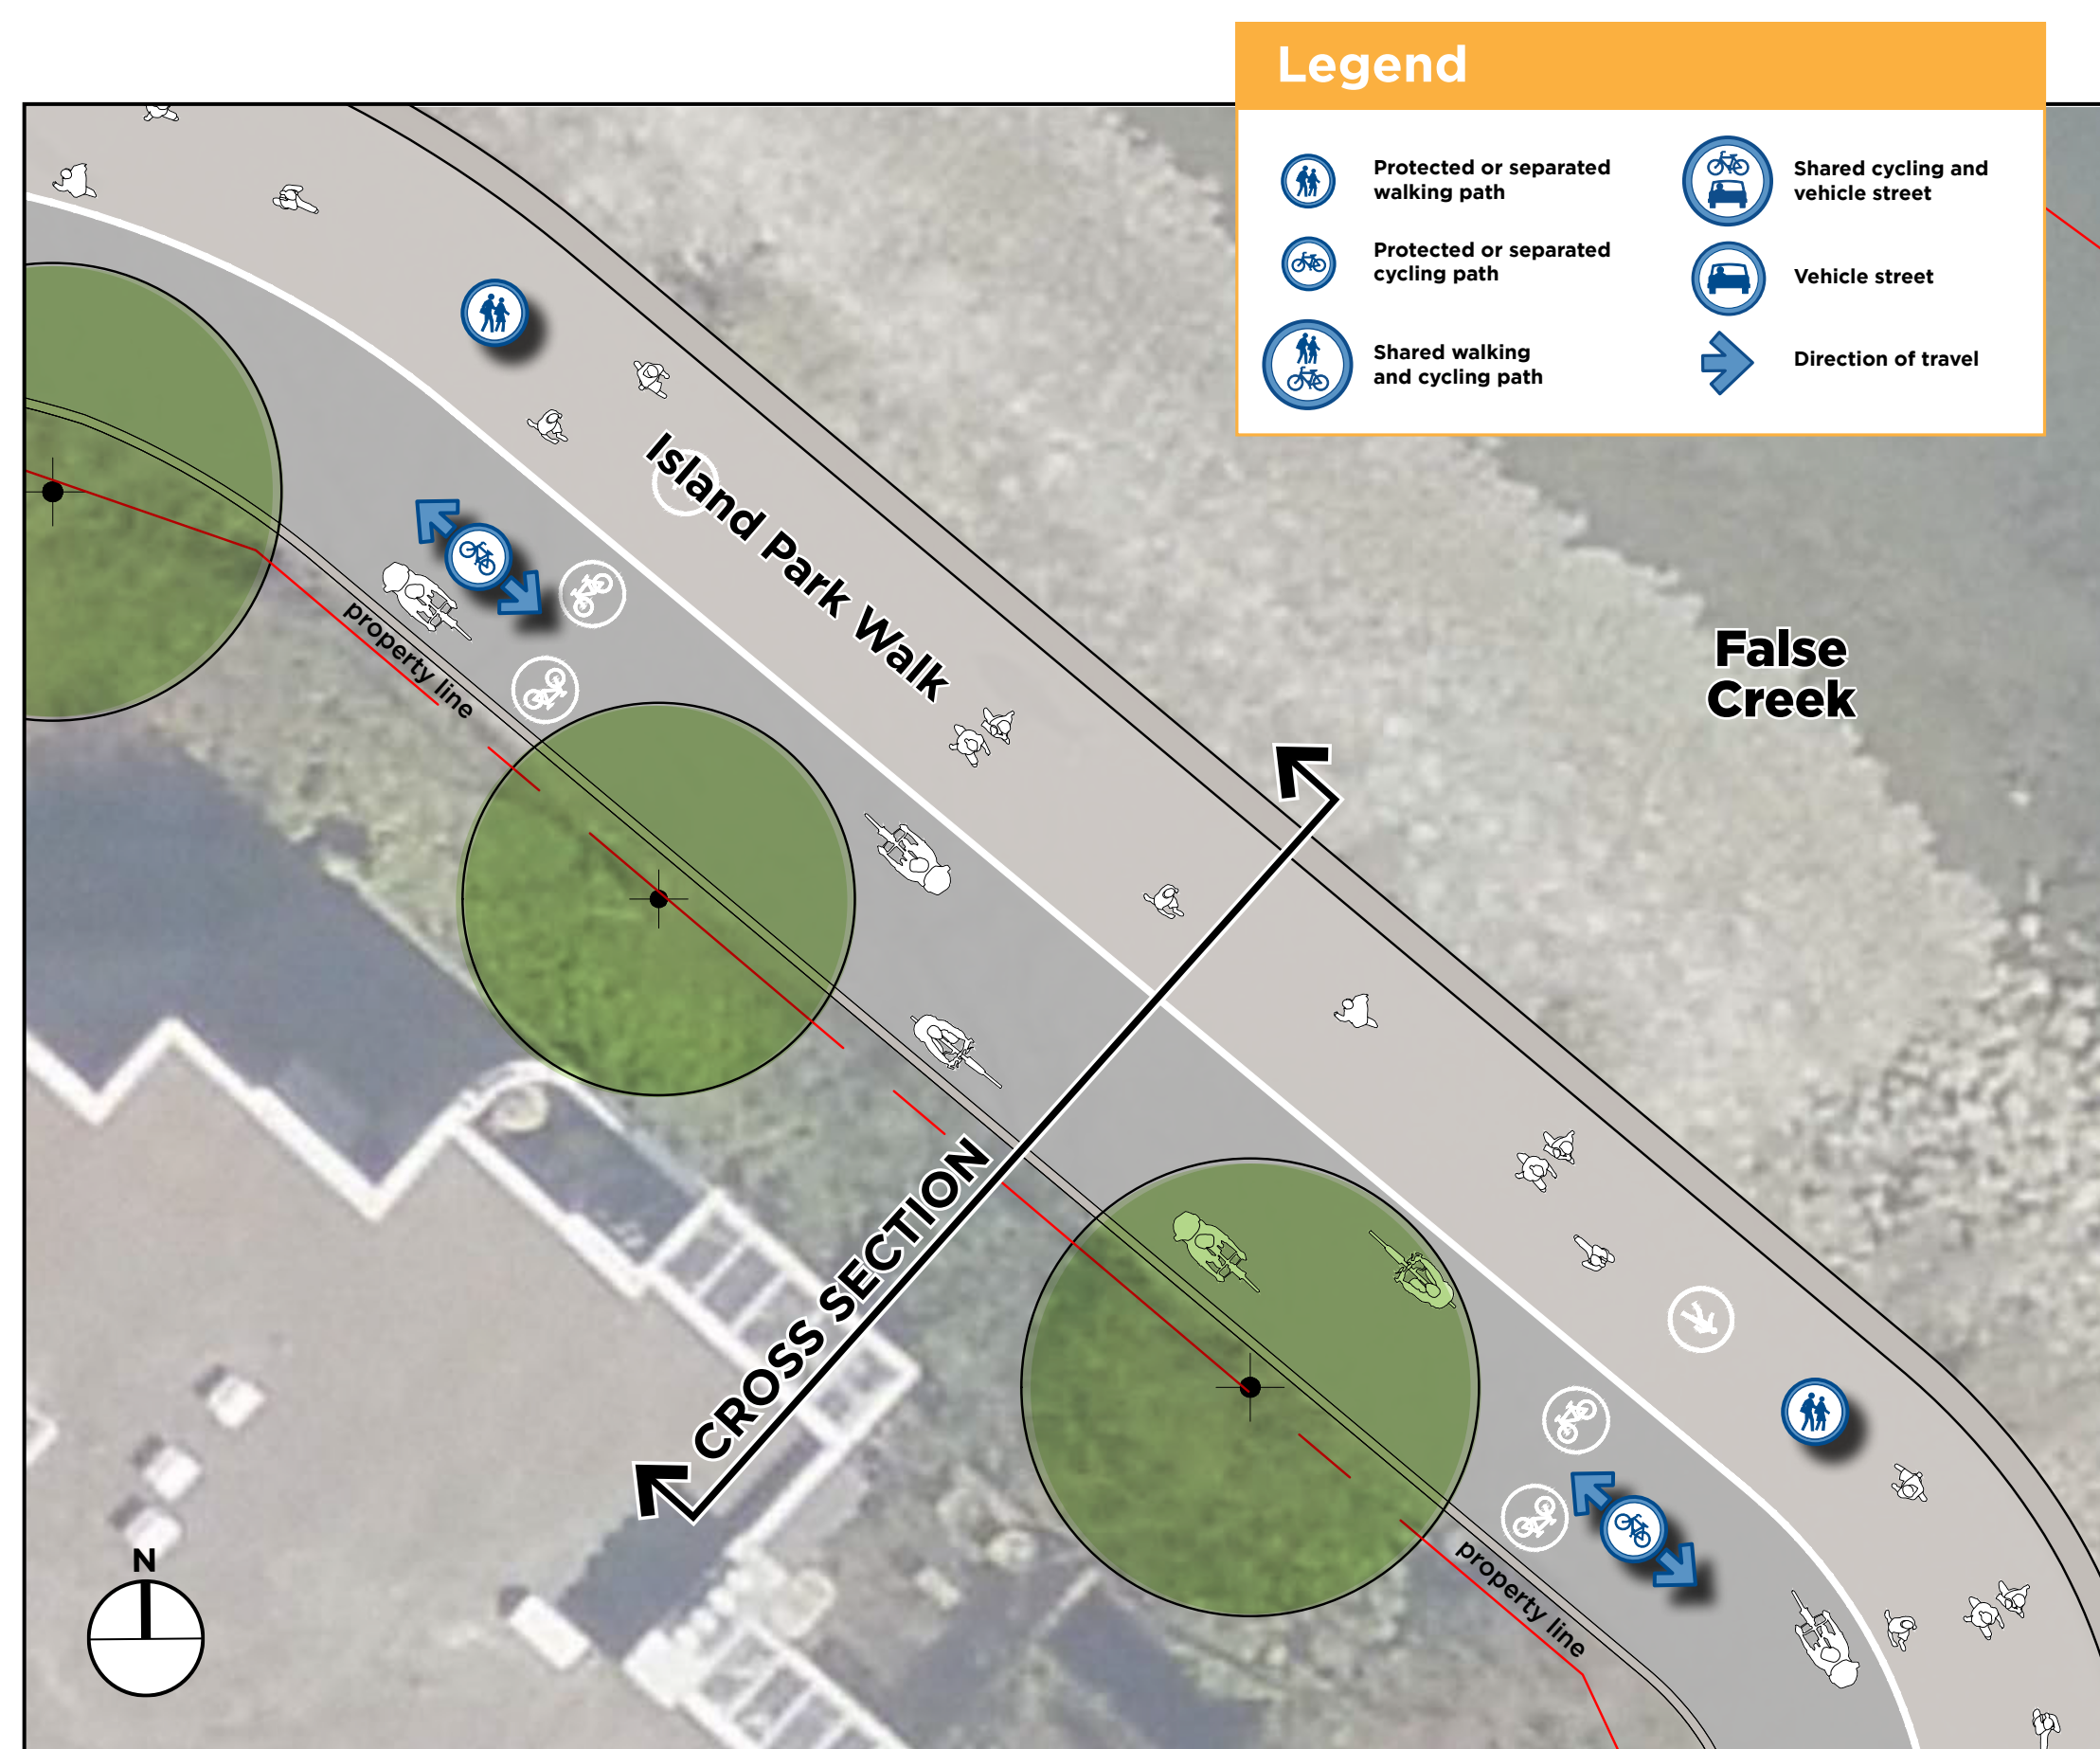 Legend
Protected or separated
walking path
Protected or separated
cycling path
Shared walking
and cycling path
Shared cycling and
vehicle street
Vehicle street
Direction of travel
Island Park Walk
False
Creek
property line
CROSS SECTION
property line
N